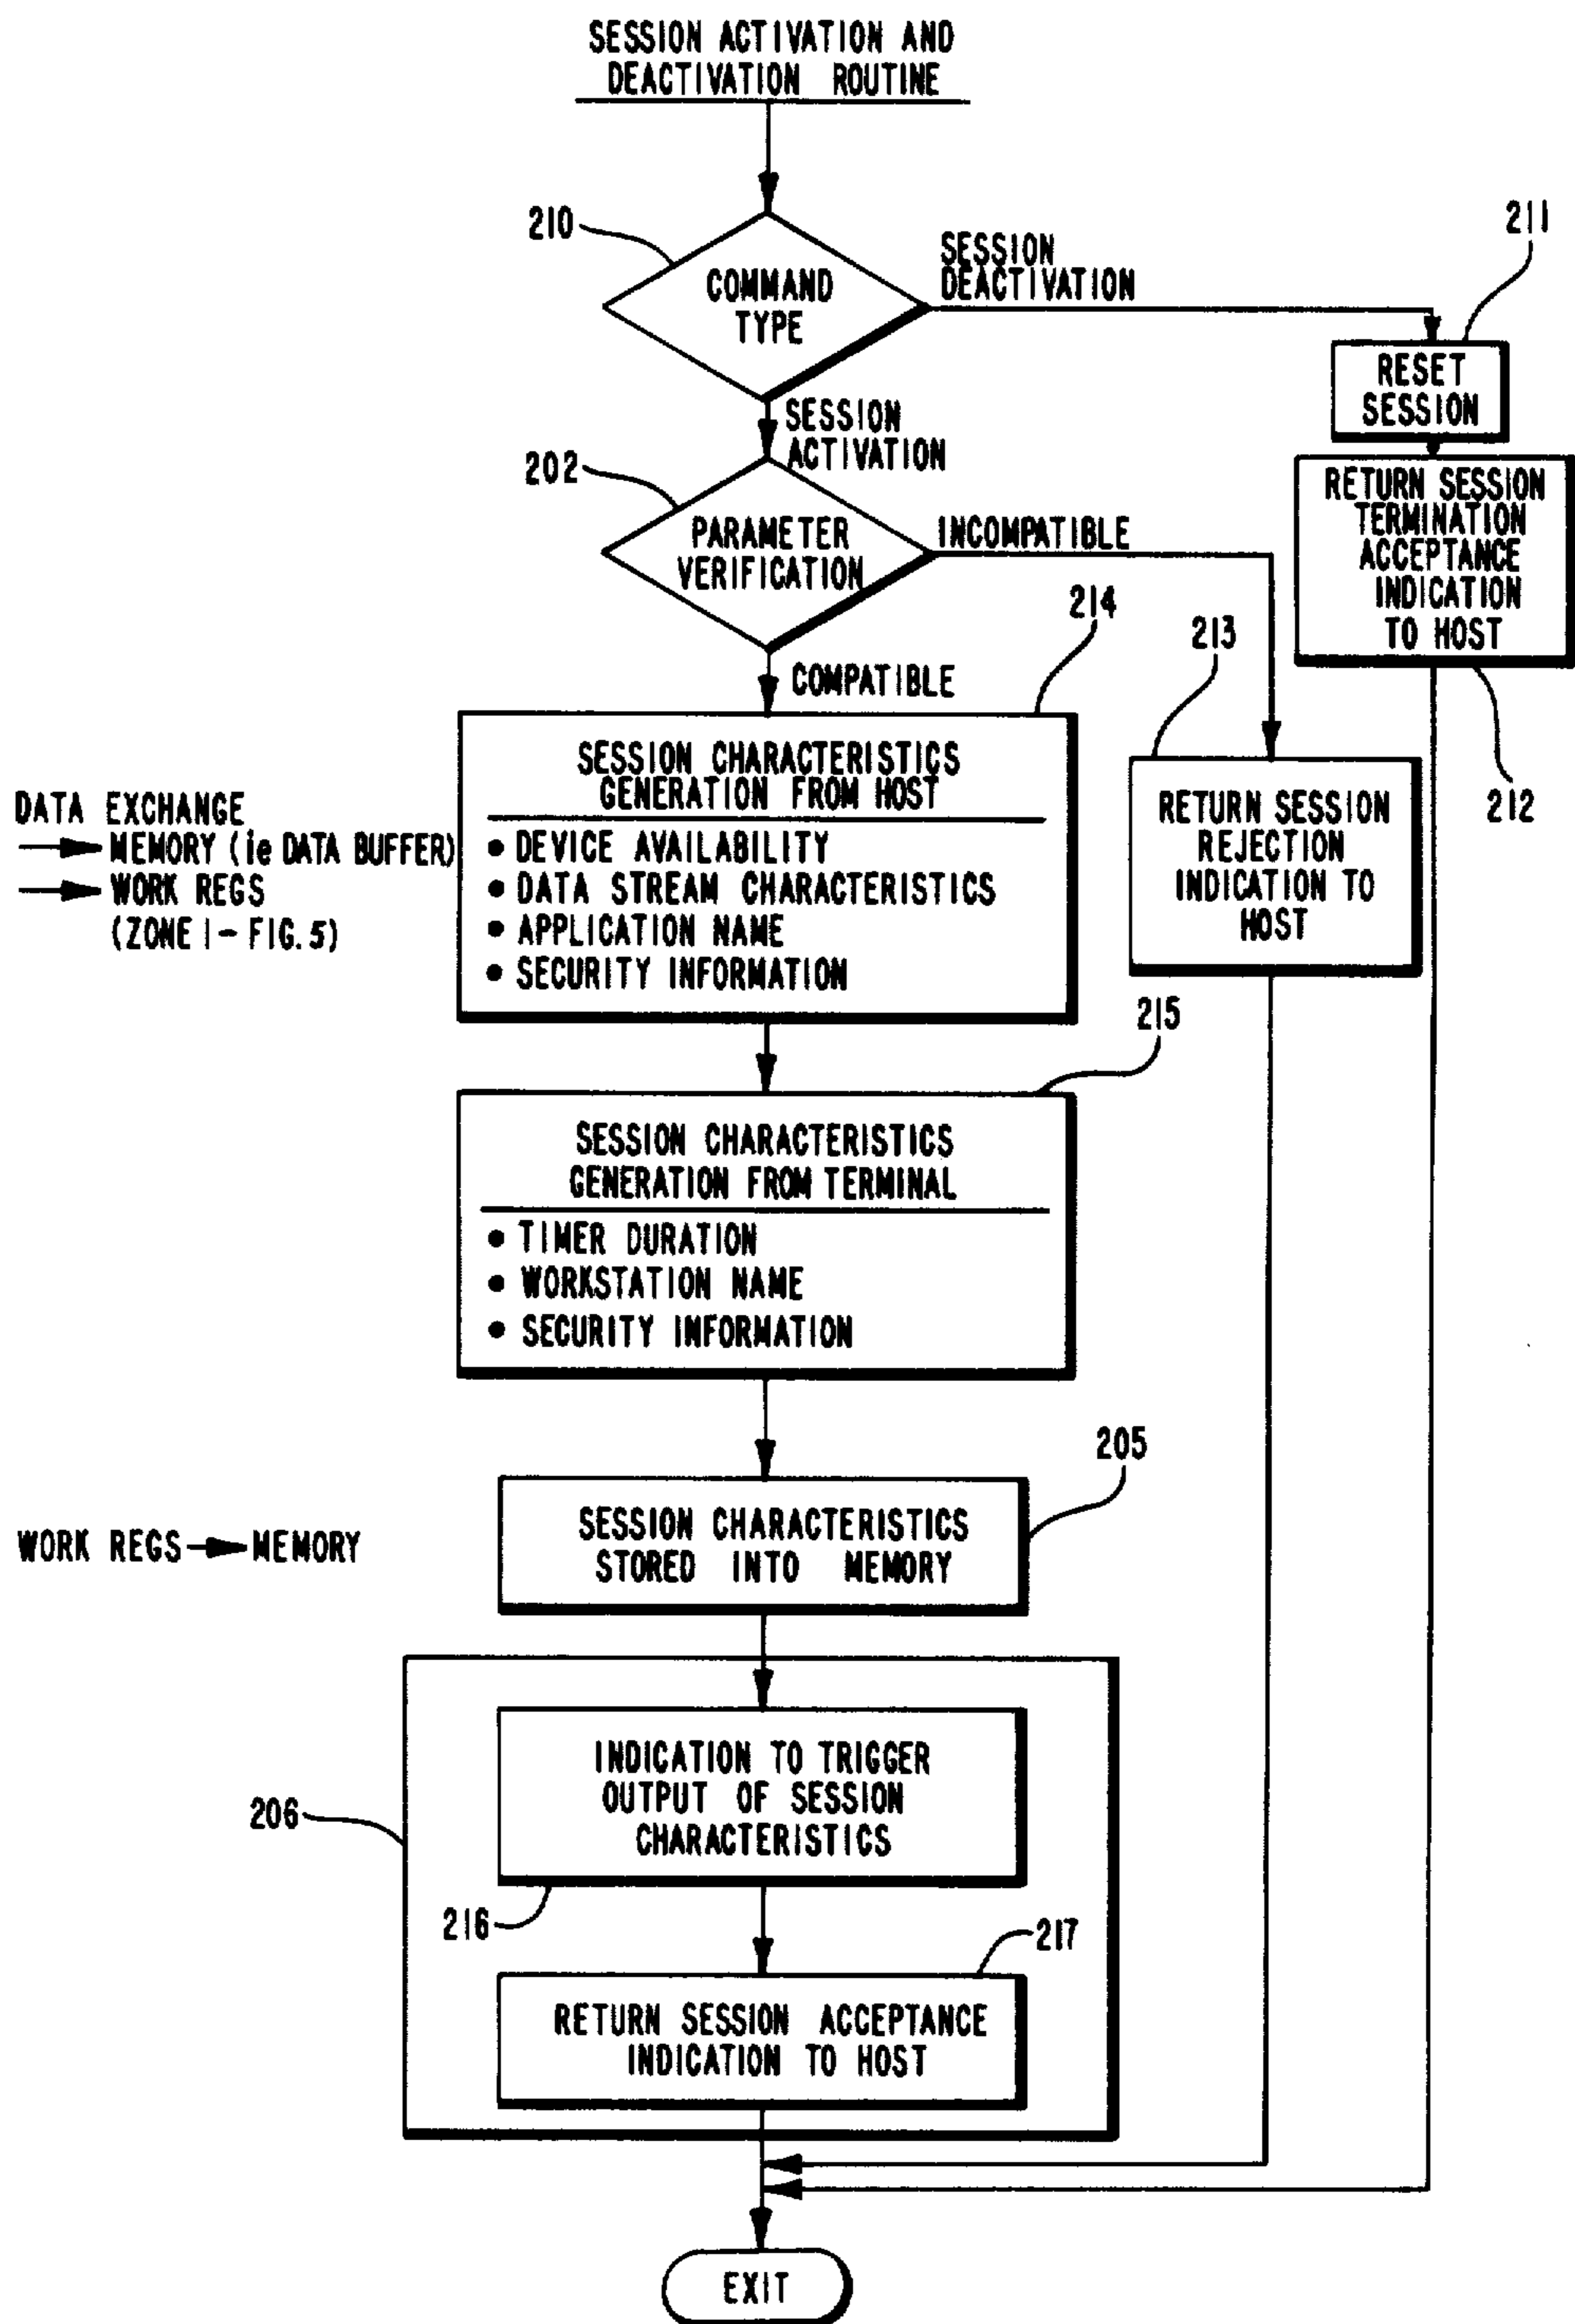 SESSION ACTIVATION AND
DEACTIVATION ROUTINE
210
COMMAND
TYPE
SESSION
DEACTIVATION
211
RESET
SESSION
SESSION
ACTIVATION
202
PARAMETER
VERIFICATION
INCOMPATIBLE
RETURN SESSION
TERMINATION
ACCEPTANCE
INDICATION
TO HOST
212
COMPATIBLE
214
213
RETURN SESSION
REJECTION
INDICATION TO
HOST
DATA EXCHANGE
→ MEMORY (ie DATA BUFFER)
→ WORK REGS
(ZONE 1 - FIG. 5)
SESSION CHARACTERISTICS
GENERATION FROM HOST
• DEVICE AVAILABILITY
• DATA STREAM CHARACTERISTICS
• APPLICATION NAME
• SECURITY INFORMATION
215
SESSION CHARACTERISTICS
GENERATION FROM TERMINAL
• TIMER DURATION
• WORKSTATION NAME
• SECURITY INFORMATION
205
WORK REGS → MEMORY
SESSION CHARACTERISTICS
STORED INTO MEMORY
206
INDICATION TO TRIGGER
OUTPUT OF SESSION
CHARACTERISTICS
216
217
RETURN SESSION ACCEPTANCE
INDICATION TO HOST
EXIT